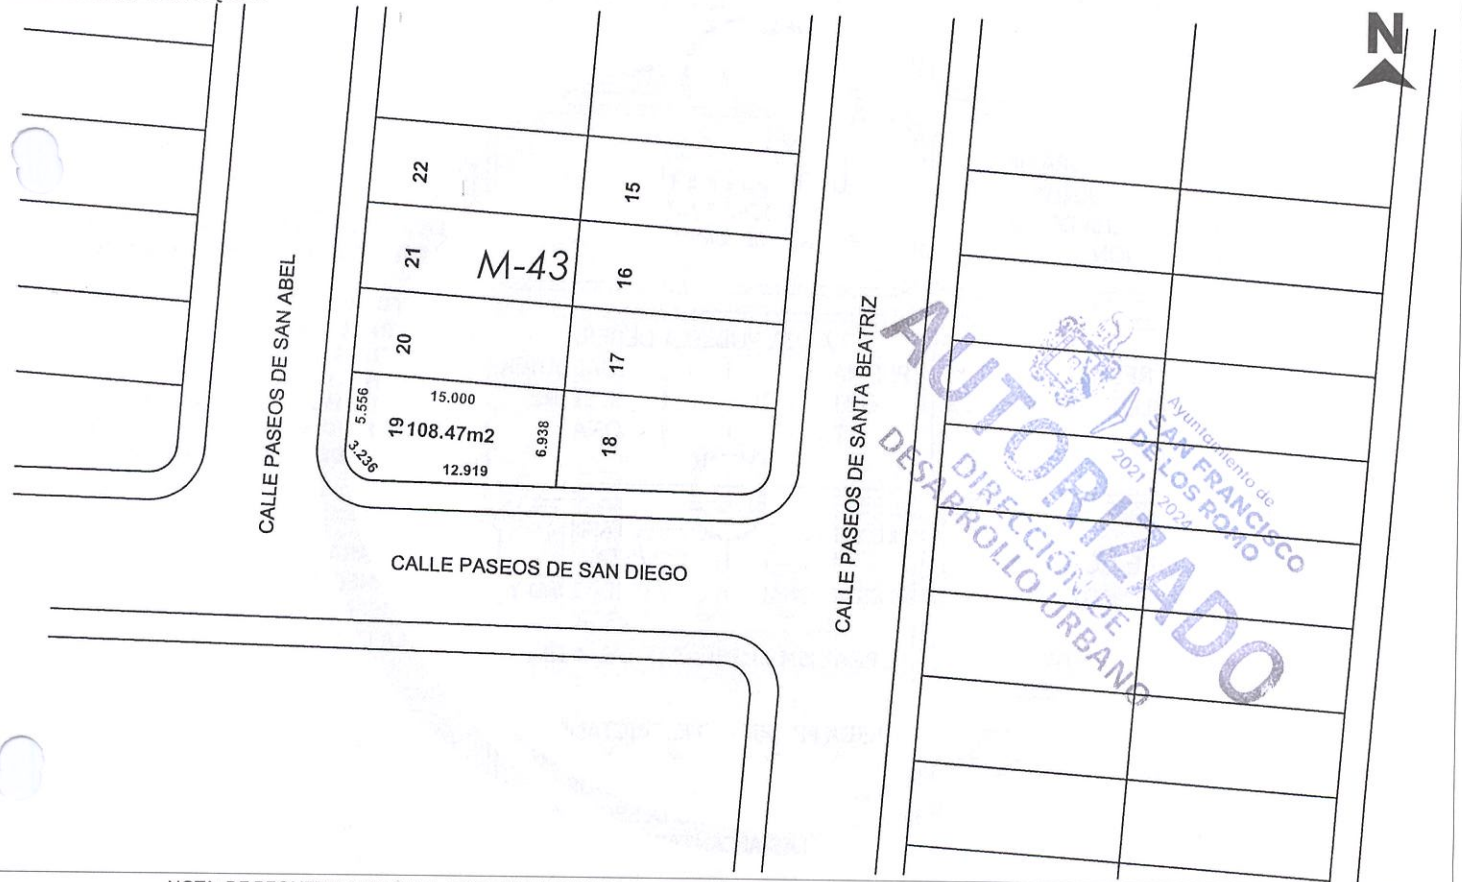 N
22
15
21
M-43
16
20
17
CALLE PASEOS DE SAN ABEL
CALLE PASEOS DE SANTA BEATRIZ
15.000
5.556
19 108.47m2
6.938
18
3.236
12.919
CALLE PASEOS DE SAN DIEGO
Ayuntamiento de
SAN FRANCISCO
DE LOS ROMO
2021 - 2024
AUTORIZADO
DIRECCIÓN DE
DESARROLLO URBANO